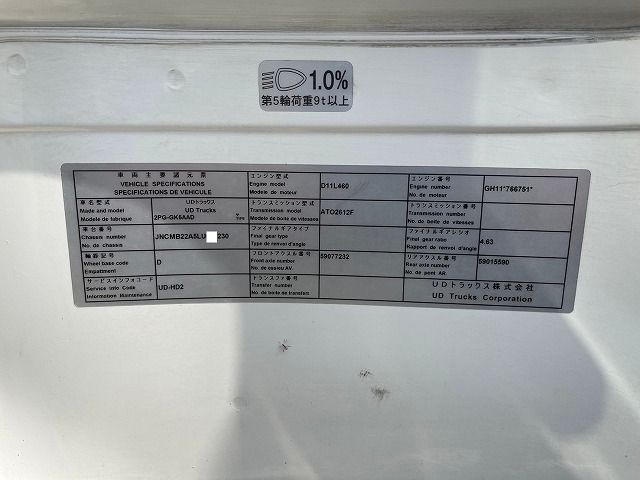 1.0%
第5輪荷重9t以上
車両主要諸元票
VEHICLE SPECIFICATIONS
SPECIFICATIONS DE VEHICULE
車名型式
Made and model
Modele de fabrique
UDトラックス
UD Trucks
2PG-GK5AAD
車台番号
Chassis number
No. de chassis
JNCMB22A5LU 230
軸距記号
Wheel base code
Empattment
D
サービスインフォコード
Service info Code
Information Maintenance
UD-HD2
エンジン型式
Engine model
Modele de moteur
D11L460
トランスミッション型式
Transmission model
Modele de boite de vitesses
ATO2612F
ファイナルギアタイプ
Final gear type
Type de renvoi d'angle
フロントアクスル番号
Front axle number
No. de essieu AV.
59077232
トランスファ番号
Transfer number
No. de boite de transfert
エンジン番号
Engine number
No. de moteur
GH11*766751*
トランスミッション番号
Transmission number
No. de boite de vitesses
ファイナルギアレシオ
Final gear ratio
Rapport de renvoi d'angle
4.63
リアアクスル番号
Rear axle number
No. de pont AR.
59015590
UDトラックス株式会社
UD Trucks Corporation